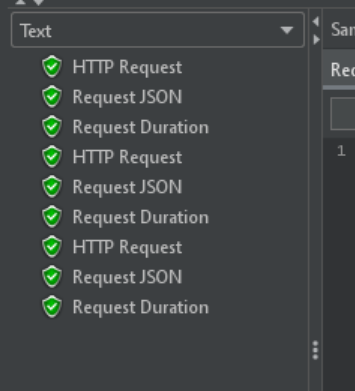 Text
HTTP Request
Request JSON
Request Duration
HTTP Request
Request JSON
Request Duration
HTTP Request
Request JSON
Request Duration
1